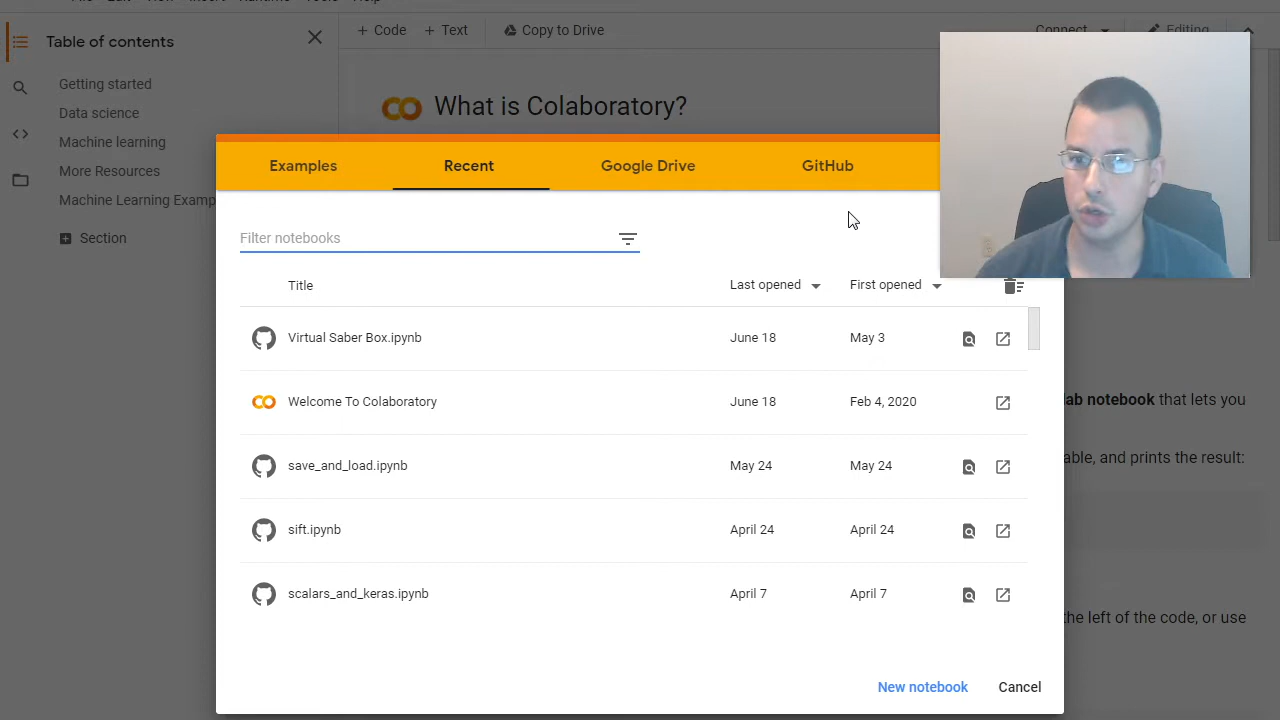 Table of contents
Getting started
Data science
Machine learning
More Resources
Machine Learning Examp
Section
+ Code + Text Copy to Drive
Connect Editing
What is Colaboratory?
Examples Recent Google Drive GitHub
Filter notebooks
Title Last opened First opened
Virtual Saber Box.ipynb June 18 May 3
Welcome To Colaboratory June 18 Feb 4, 2020
save_and_load.ipynb May 24 May 24
sift.ipynb April 24 April 24
scalars_and_keras.ipynb April 7 April 7
New notebook Cancel
lab notebook that lets you
able, and prints the result:
the left of the code, or use